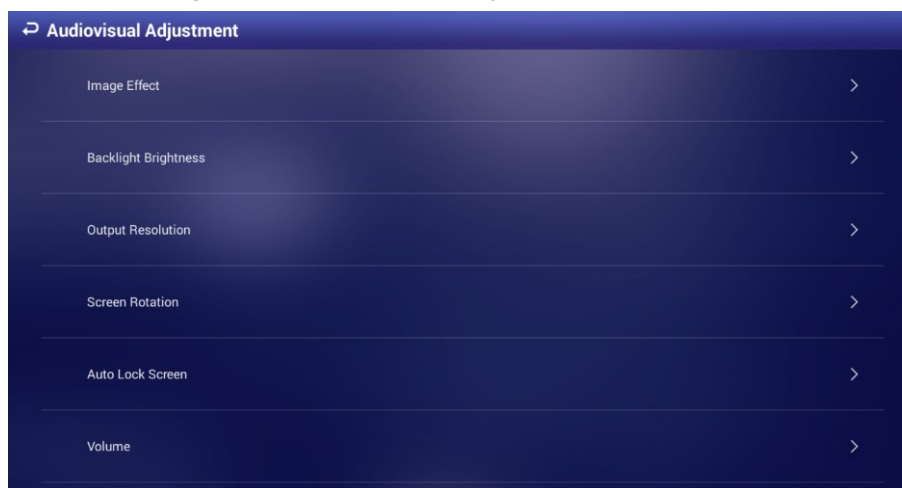 Audiovisual Adjustment
Image Effect
Backlight Brightness
Output Resolution
Screen Rotation
Auto Lock Screen
Volume